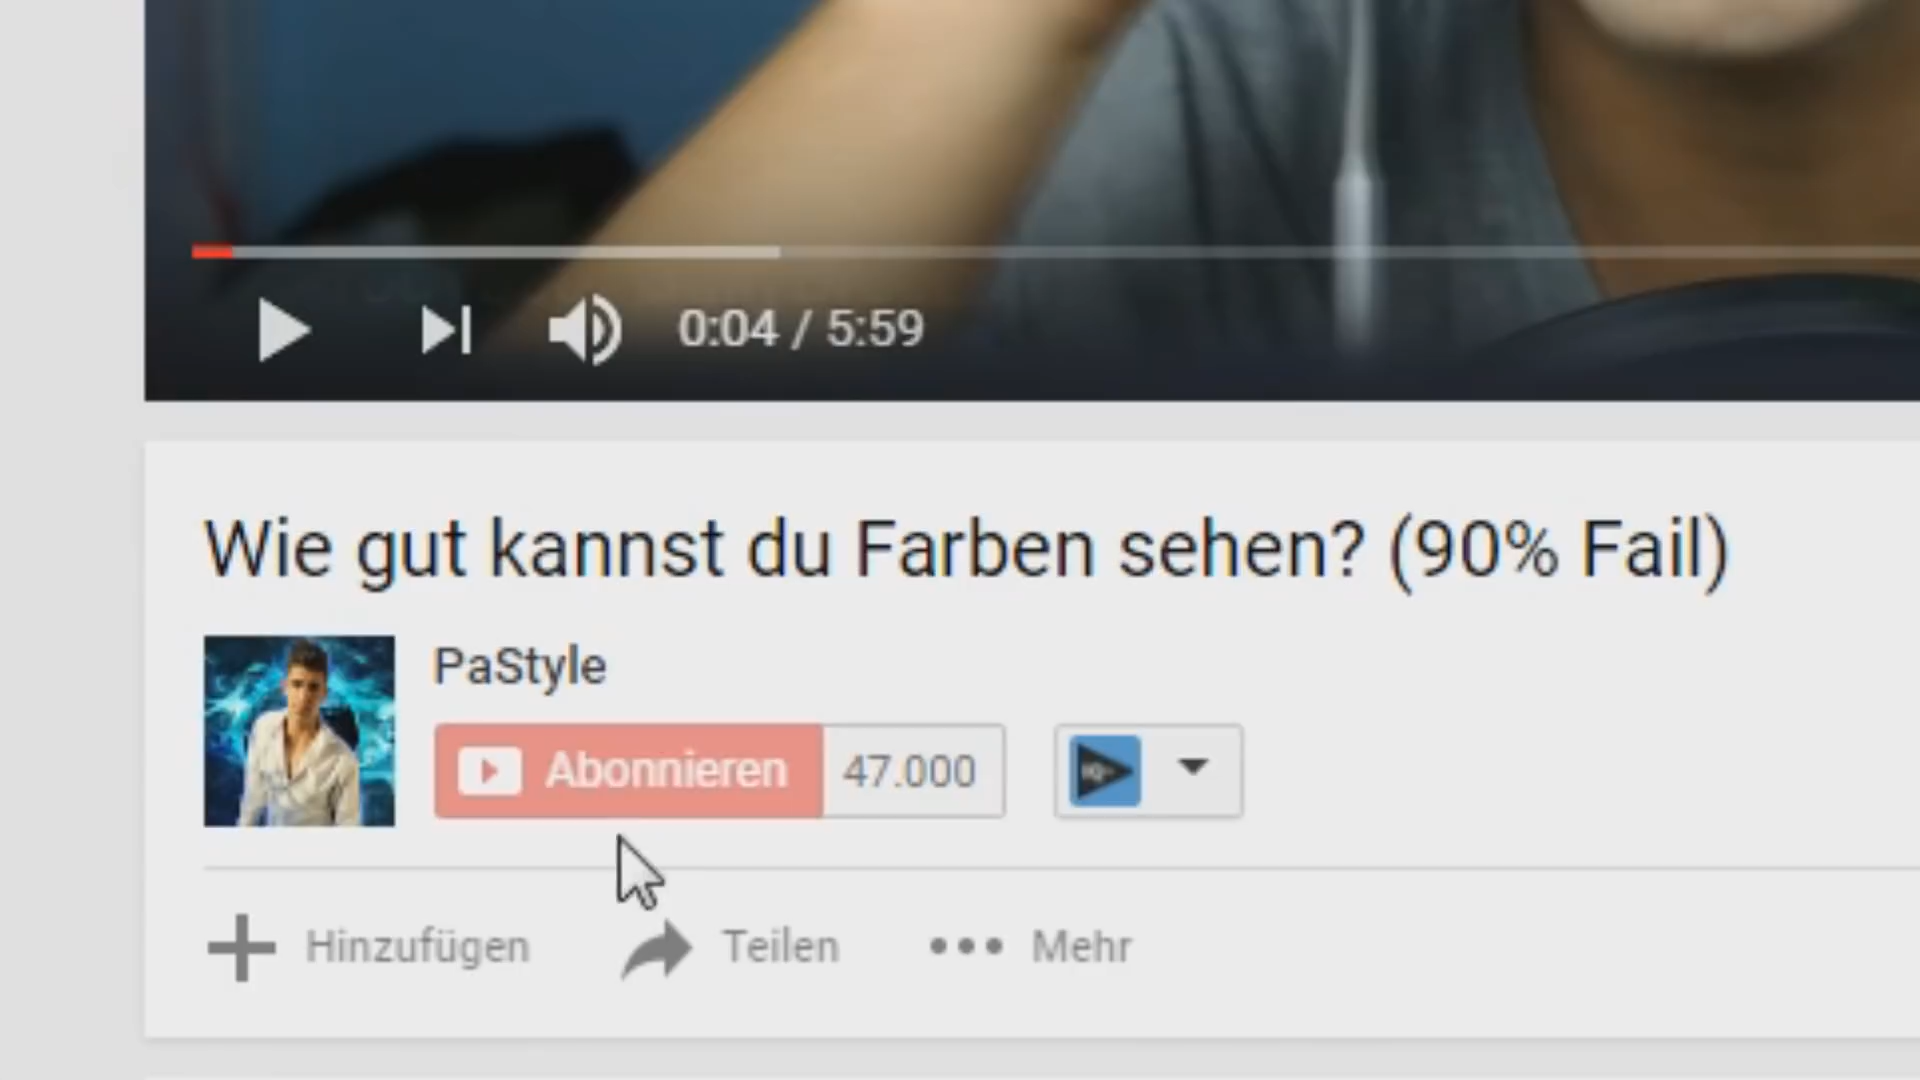 0:04 / 5:59
Wie gut kannst du Farben sehen? (90% Fail)
PaStyle
Abonnieren 47.000
Hinzufügen Teilen Mehr